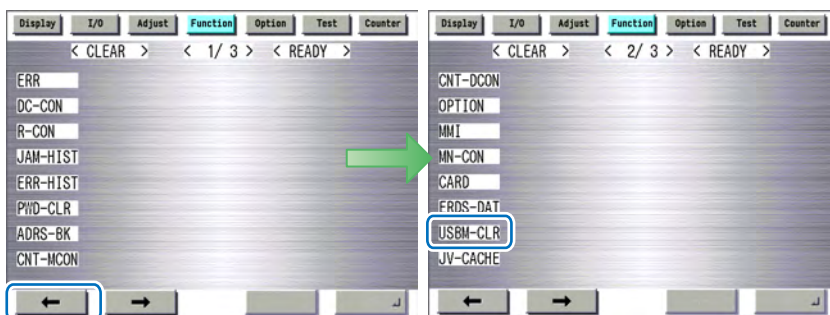 Display I/O Adjust Function Option Test Counter
< CLEAR > < 1/ 3 > < READY >
ERR
DC-CON
R-CON
JAM-HIST
ERR-HIST
PWD-CLR
ADRS-BK
CNT-MCON
Display I/O Adjust Function Option Test Counter
< CLEAR > < 2/ 3 > < READY >
CNT-DCON
OPTION
MMI
MN-CON
CARD
ERDS-DAT
USBM-CLR
JV-CACHE